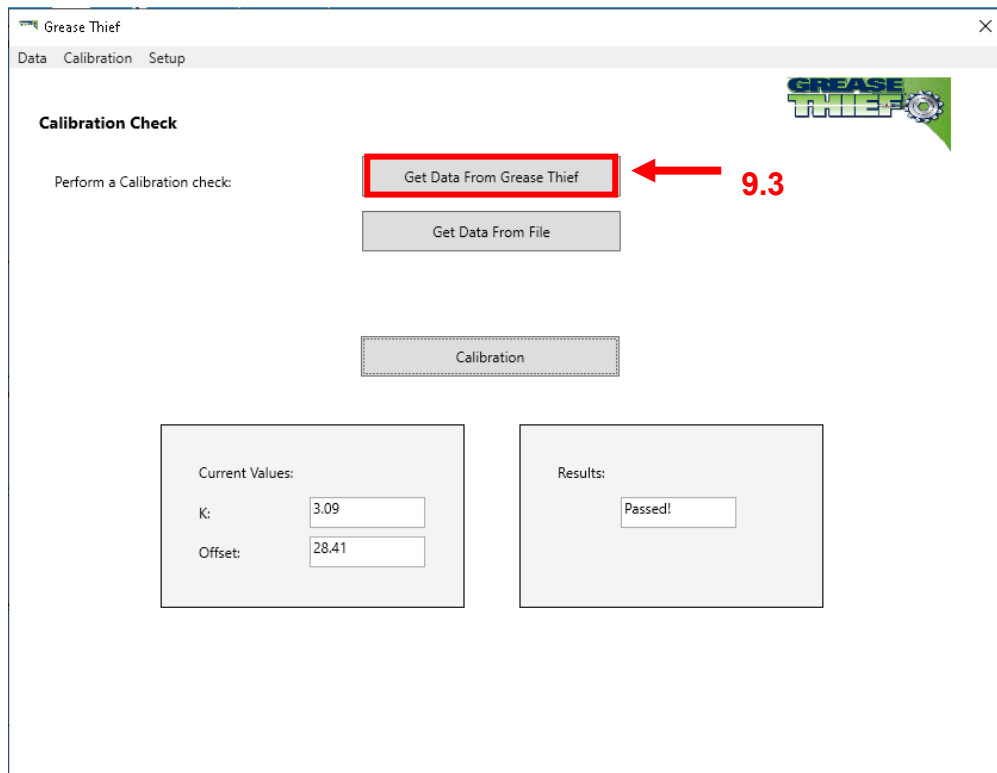 Grease Thief
Data Calibration Setup
GREASE
THIEF
Calibration Check
Perform a Calibration check:
Get Data From Grease Thief
9.3
Get Data From File
Calibration
Current Values:
K:
3.09
Offset:
28.41
Results:
Passed!